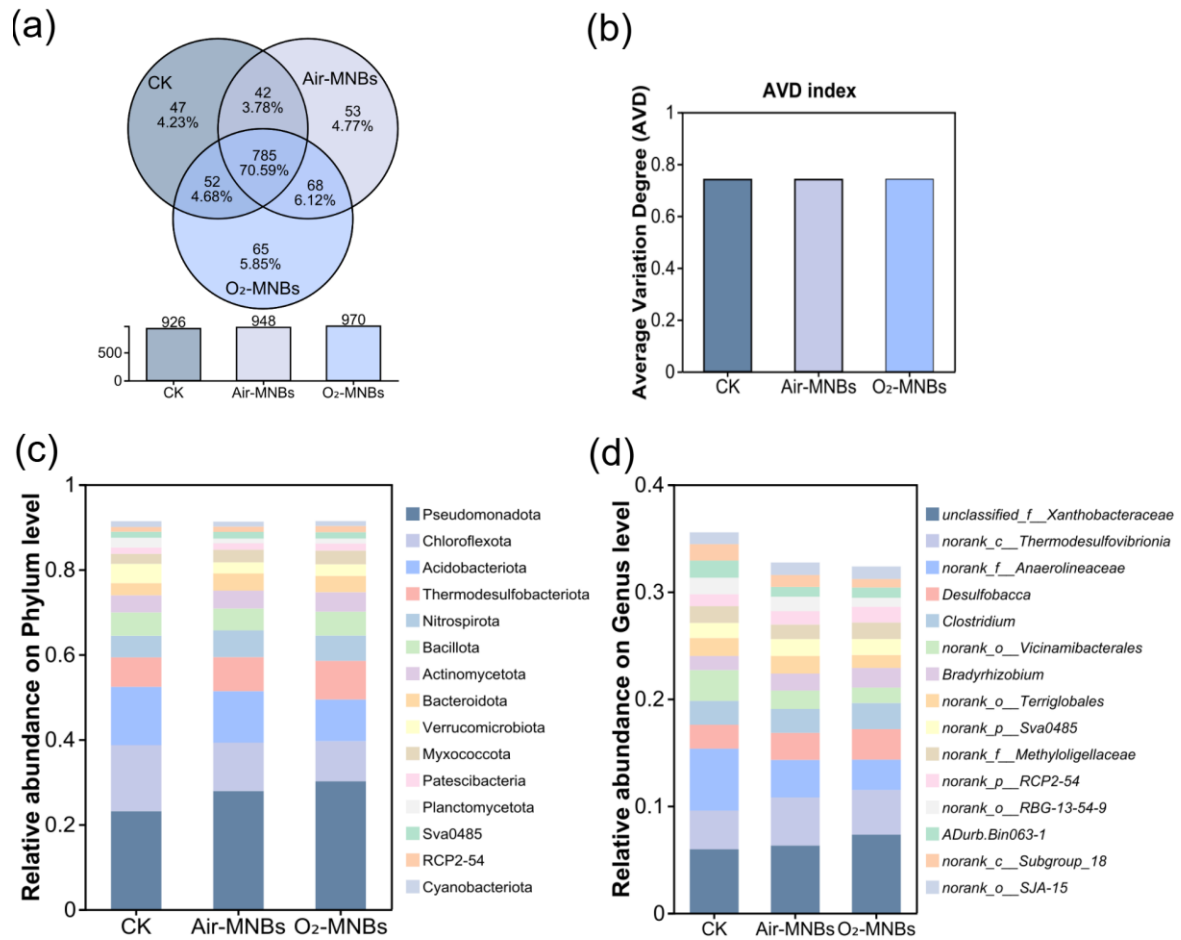 (a)
CK
Air-MNBs
47
4.23%
42
3.78%
53
4.77%
785
70.59%
52
4.68%
68
6.12%
65
5.85%
O₂-MNBs
926
948
970
500
0
CK
Air-MNBs
O₂-MNBs
(b)
AVD index
Average Variation Degree (AVD)
1
0.8
0.6
0.4
0.2
0
CK
Air-MNBs
O₂-MNBs
(c)
Relative abundance on Phylum level
1
0.8
0.6
0.4
0.2
0
CK
Air-MNBs
O₂-MNBs
Pseudomonadota
Chloroflexota
Acidobacteriota
Thermodesulfobacteriota
Nitrospirota
Bacillota
Actinomycetota
Bacteroidota
Verrucomicrobiota
Myxococcota
Patescibacteria
Planctomycetota
Sva0485
RCP2-54
Cyanobacteriota
(d)
Relative abundance on Genus level
0.4
0.3
0.2
0.1
0
CK
Air-MNBs
O₂-MNBs
unclassified_f__Xanthobacteraceae
norank_c__Thermodesulfovibrionia
norank_f__Anaerolineaceae
Desulfobacca
Clostridium
norank_o__Vicinamibacterales
Bradyrhizobium
norank_o__Terriglobales
norank_p__Sva0485
norank_f__Methyloligellaceae
norank_p__RCP2-54
norank_o__RBG-13-54-9
ADurb.Bin063-1
norank_c__Subgroup_18
norank_o__SJA-15